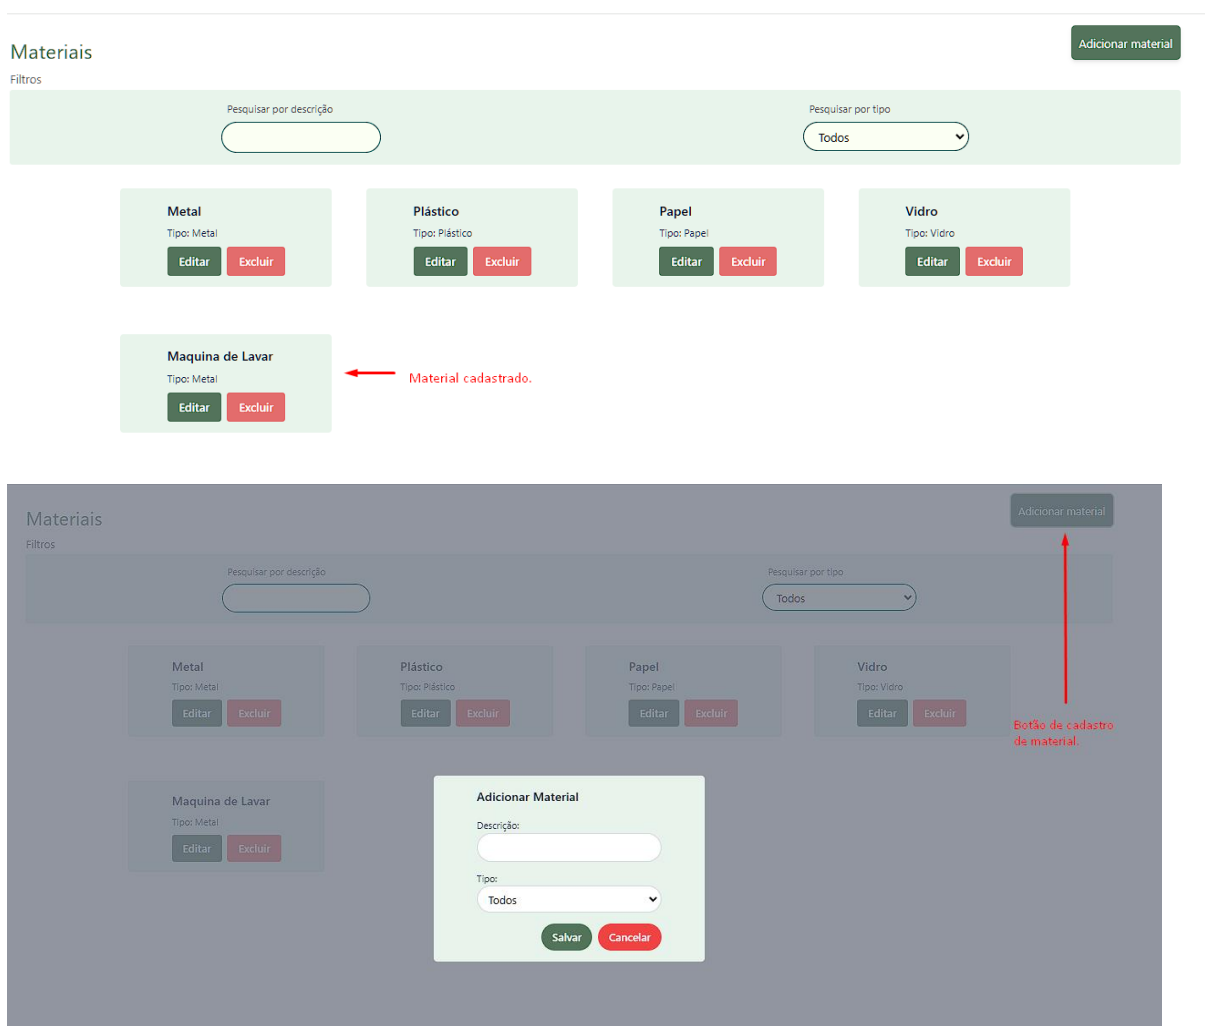 Materiais
Adicionar material
Filtros
Pesquisar por descrição
Pesquisar por tipo
Todos
Metal
Tipo: Metal
Editar Excluir
Plástico
Tipo: Plástico
Editar Excluir
Papel
Tipo: Papel
Editar Excluir
Vidro
Tipo: Vidro
Editar Excluir
Maquina de Lavar
Tipo: Metal
Editar Excluir
Material cadastrado.
Materiais
Adicionar material
Filtros
Pesquisar por descrição
Pesquisar por tipo
Todos
Metal
Tipo: Metal
Editar Excluir
Plástico
Tipo: Plástico
Editar Excluir
Papel
Tipo: Papel
Editar Excluir
Vidro
Tipo: Vidro
Editar Excluir
Botão de cadastro
de material.
Maquina de Lavar
Tipo: Metal
Editar Excluir
Adicionar Material
Descrição:
Tipo:
Todos
Salvar Cancelar